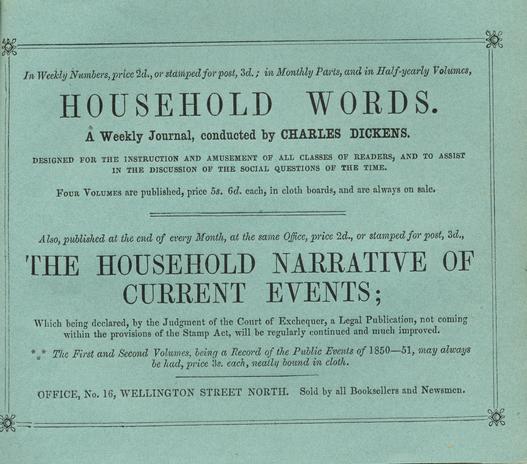 In Weekly Numbers, price 2d., or stamped for post, 3d.; in Monthly Parts, and in Half-yearly Volumes,
HOUSEHOLD WORDS.
A Weekly Journal, conducted by CHARLES DICKENS.
DESIGNED FOR THE INSTRUCTION AND AMUSEMENT OF ALL CLASSES OF READERS, AND TO ASSIST
IN THE DISCUSSION OF THE SOCIAL QUESTIONS OF THE TIME.
FOUR VOLUMES are published, price 5s. 6d. each, in cloth boards, and are always on sale.
Also, published at the end of every Month, at the same Office, price 2d., or stamped for post, 3d.,
THE HOUSEHOLD NARRATIVE OF
CURRENT EVENTS;
Which being declared, by the Judgment of the Court of Exchequer, a Legal Publication, not coming
within the provisions of the Stamp Act, will be regularly continued and much improved.
*** The First and Second Volumes, being a Record of the Public Events of 1850—51, may always
be had, price 3s. each, neatly bound in cloth.
OFFICE, No. 16, WELLINGTON STREET NORTH. Sold by all Booksellers and Newsmen.